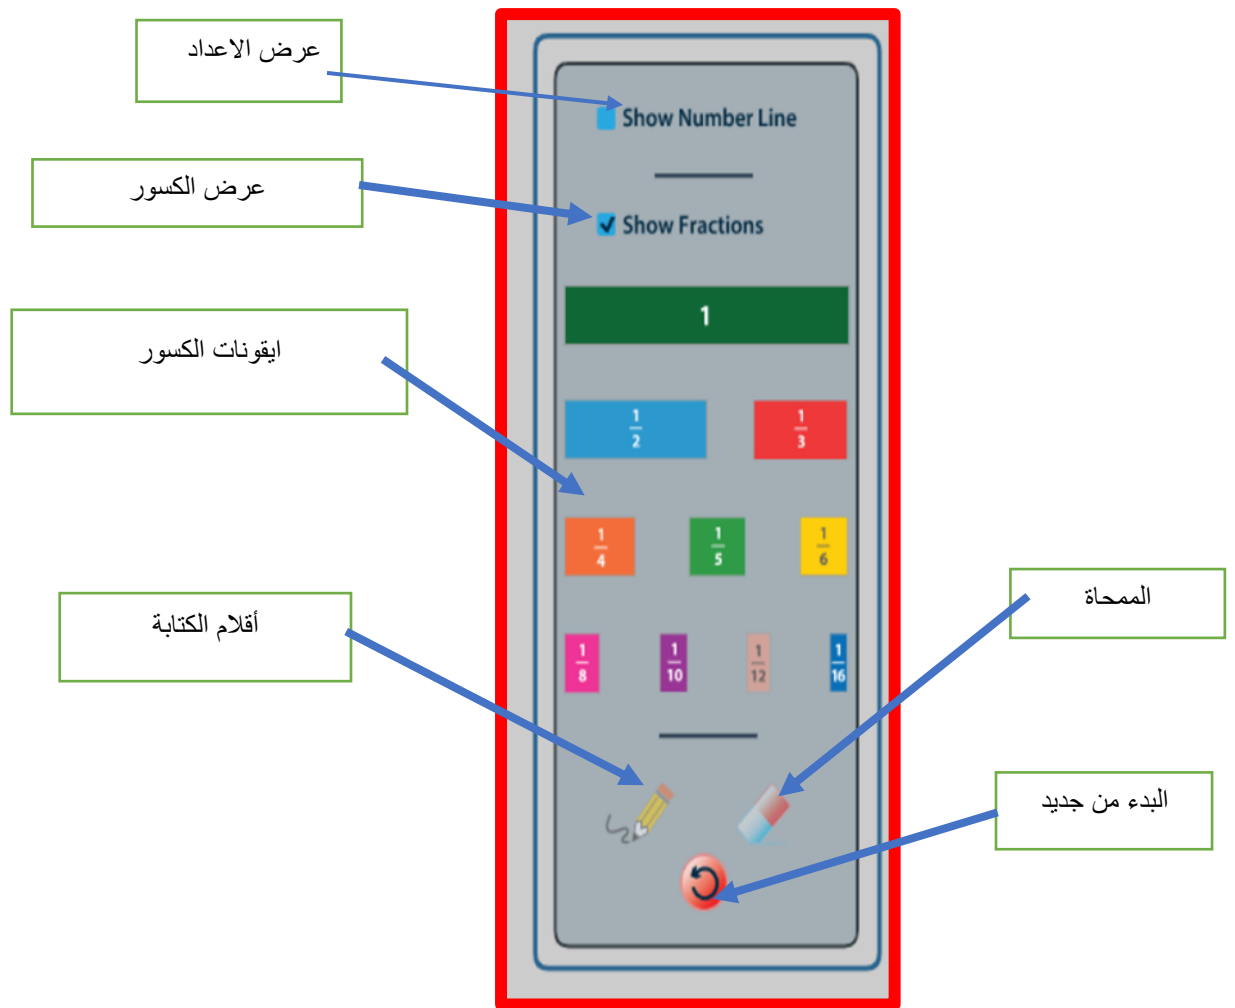 عرض الاعداد
Show Number Line
عرض الكسور
Show Fractions
1
ايقونات الكسور
1/2 1/3
1/4 1/5 1/6
الممحاة
أقلام الكتابة
1/8 1/10 1/12 1/16
البدء من جديد